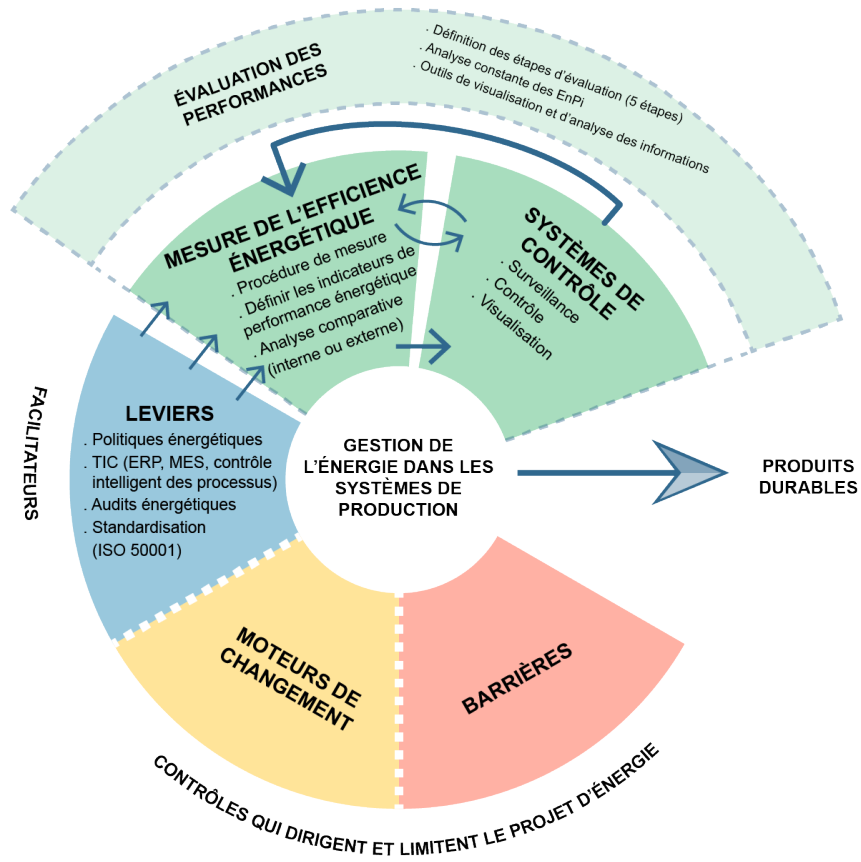 ÉVALUATION DES
PERFORMANCES
. Définition des étapes d'évaluation (5 étapes)
. Analyse constante des EnPi
. Outils de visualisation et d'analyse des informations
MESURE DE L'EFFICIENCE
ÉNERGÉTIQUE
. Procédure de mesure
. Définir les indicateurs de
performance énergétique
. Analyse comparative
(interne ou externe)
SYSTÈMES DE
CONTRÔLE
. Surveillance
. Contrôle
. Visualisation
FACILITATEURS
LEVIERS
. Politiques énergétiques
. TIC (ERP, MES, contrôle
intelligent des processus)
. Audits énergétiques
. Standardisation
(ISO 50001)
GESTION DE
L'ÉNERGIE DANS LES
SYSTÈMES DE
PRODUCTION
PRODUITS
DURABLES
MOTEURS DE
CHANGEMENT
BARRIÈRES
CONTRÔLES QUI DIRIGENT ET LIMITENT LE PROJET D'ÉNERGIE